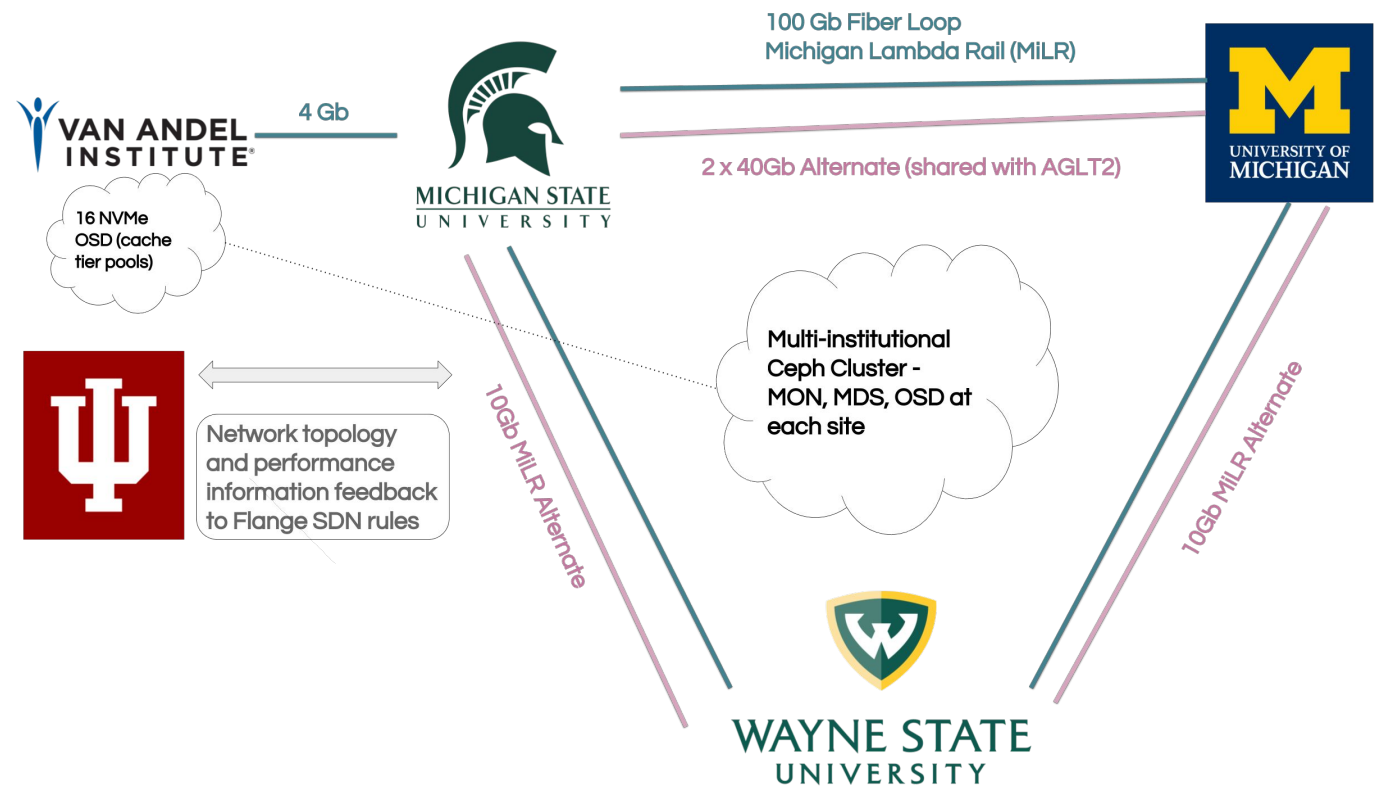 100 Gb Fiber Loop
Michigan Lambda Rail (MiLR)
VAN ANDEL
INSTITUTE®
4 Gb
MICHIGAN STATE
UNIVERSITY
2 x 40Gb Alternate (shared with AGLT2)
M
UNIVERSITY OF
MICHIGAN
16 NVMe
OSD (cache
tier pools)
Multi-institutional
Ceph Cluster -
MON, MDS, OSD at
each site
Network topology
and performance
information feedback
to Flange SDN rules
10Gb MiLR Alternate
10Gb MiLR Alternate
W
WAYNE STATE
UNIVERSITY